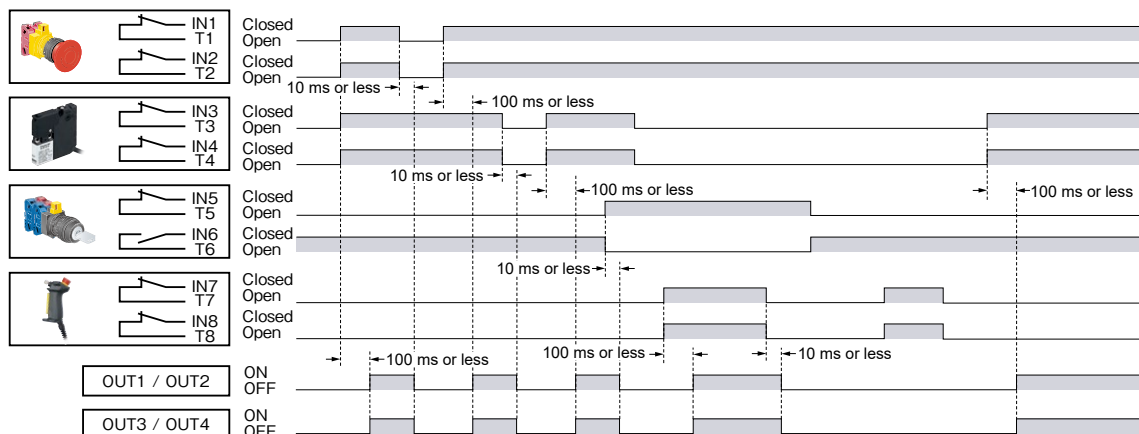 IN1 Closed
T1 Open
IN2 Closed
T2 Open
10 ms or less
100 ms or less
IN3 Closed
T3 Open
IN4 Closed
T4 Open
10 ms or less
100 ms or less
100 ms or less
IN5 Closed
T5 Open
IN6 Closed
T6 Open
10 ms or less
IN7 Closed
T7 Open
IN8 Closed
T8 Open
100 ms or less
100 ms or less
10 ms or less
OUT1 / OUT2 ON
OFF
OUT3 / OUT4 ON
OFF